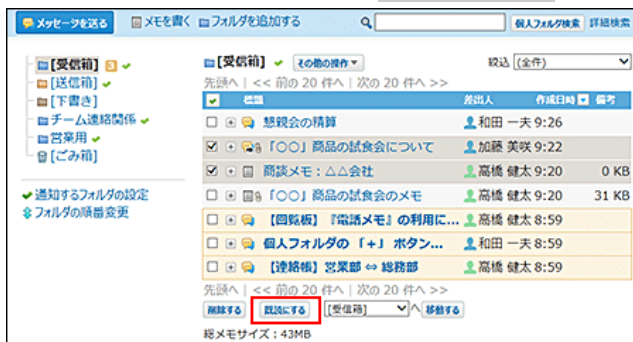 メッセージを送る メモを書く フォルダを追加する 個人フォルダ検索 詳細検索
[受信箱] 3
[送信箱]
[下書き]
チーム連絡関係
営業用
[ごみ箱]
通知するフォルダの設定
フォルダの順番変更
[受信箱] その他の操作 ▼ 絞込 (全件)
先頭へ | << 前の 20 件へ | 次の 20 件へ >>
標題 差出人 作成日時 備考
懇親会の精算 和田 一夫 9:26
「○○」商品の試食会について 加藤 美咲 9:22
商談メモ：△△会社 高橋 健太 9:20 0 KB
「○○」商品の試食会のメモ 高橋 健太 9:20 31 KB
【回覧板】『電話メモ』の利用に... 高橋 健太 8:59
個人フォルダの「+」ボタン... 和田 一夫 8:59
【連絡帳】営業部 ⇔ 総務部 高橋 健太 8:59
先頭へ | << 前の 20 件へ | 次の 20 件へ >>
削除する 既読にする [受信箱] へ 移動する
総メモサイズ：43MB